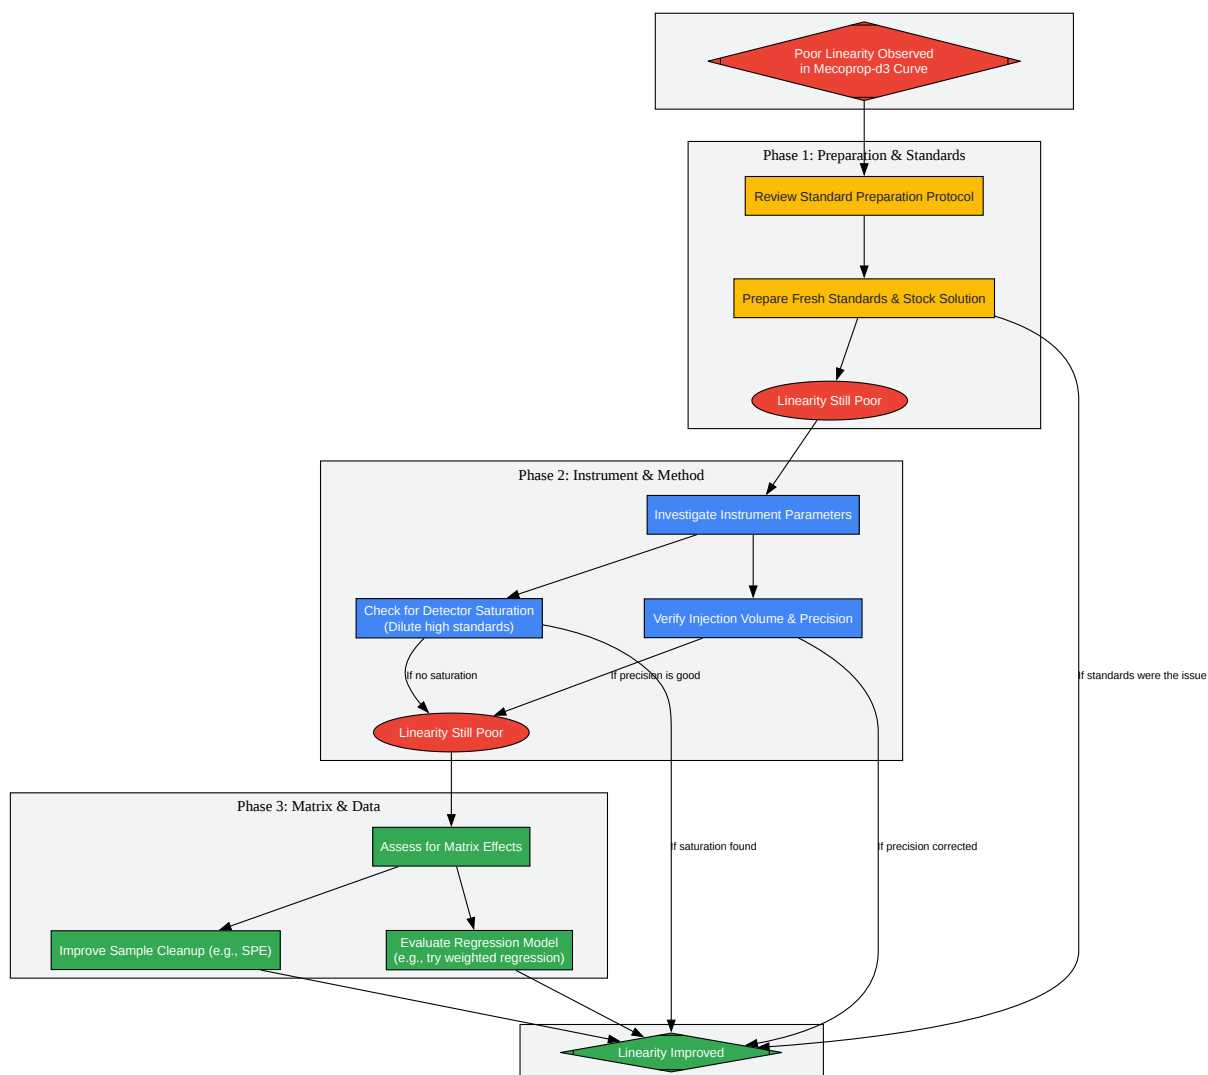 Poor Linearity Observed
in Mecoprop-d3 Curve
Phase 1: Preparation & Standards
Review Standard Preparation Protocol
Prepare Fresh Standards & Stock Solution
Linearity Still Poor
Phase 2: Instrument & Method
Investigate Instrument Parameters
Check for Detector Saturation
(Dilute high standards)
Verify Injection Volume & Precision
If no saturation
If precision is good
If standards were the issue
Linearity Still Poor
Phase 3: Matrix & Data
Assess for Matrix Effects
If saturation found
If precision corrected
Improve Sample Cleanup (e.g., SPE)
Evaluate Regression Model
(e.g., try weighted regression)
Linearity Improved